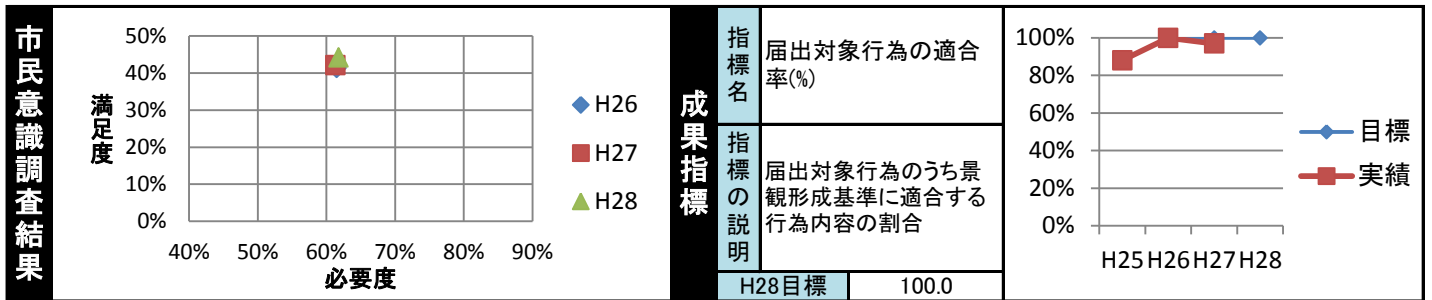 市民意識調査結果
50%
40%
30%
20%
10%
0%
満足度
40% 50% 60% 70% 80% 90%
必要度
H26
H27
H28
成果指標
指標名
届出対象行為の適合
率(%)
指標の説明
届出対象行為のうち景
観形成基準に適合する
行為内容の割合
H28目標 100.0
100%
80%
60%
40%
20%
0%
H25 H26 H27 H28
目標
実績